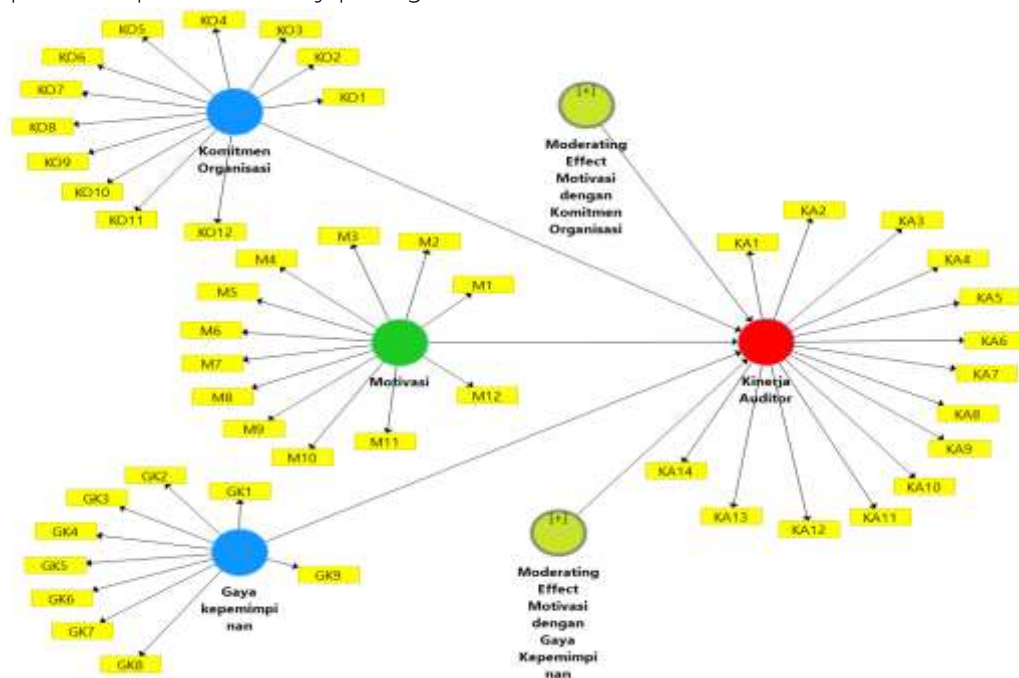 KO5
KO4
KO3
KO6
KO2
KO7
KO1
KO8
KO9
KO10
KO11
KO12
Komitmen
Organisasi
[+]
Moderating
Effect
Motivasi
dengan
Komitmen
Organisasi
M4
M3
M2
M5
M1
M6
M7
M8
M9
M10
M11
M12
Motivasi
KA1
KA2
KA3
KA4
KA5
KA6
KA7
KA8
KA9
KA10
KA11
KA12
KA13
KA14
Kinerja
Auditor
GK1
GK2
GK3
GK4
GK5
GK6
GK7
GK8
GK9
Gaya
kepemimpi
nan
[+]
Moderating
Effect
Motivasi
dengan
Gaya
Kepemimpi
nan